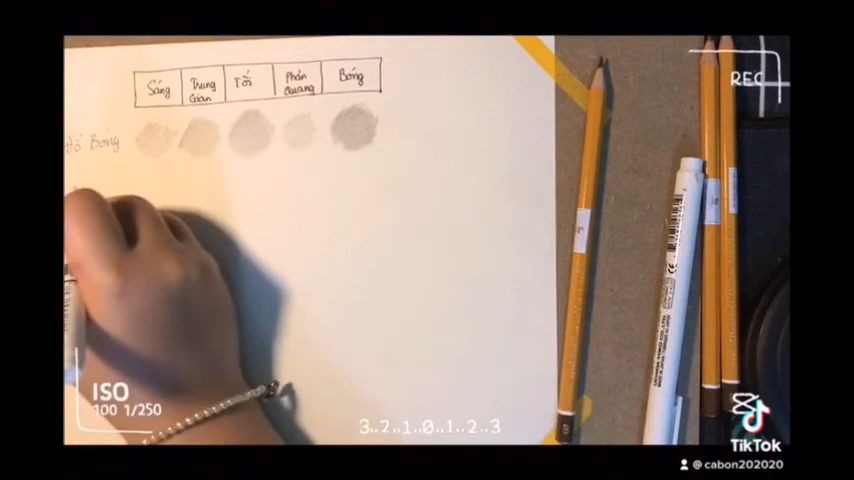 Sáng Trung Gian Tối Phản Quang Bóng
Hồ Bóng
REC
ISO
100 1/250
3..2..1..0..1..2..3
TikTok
@cabon202020